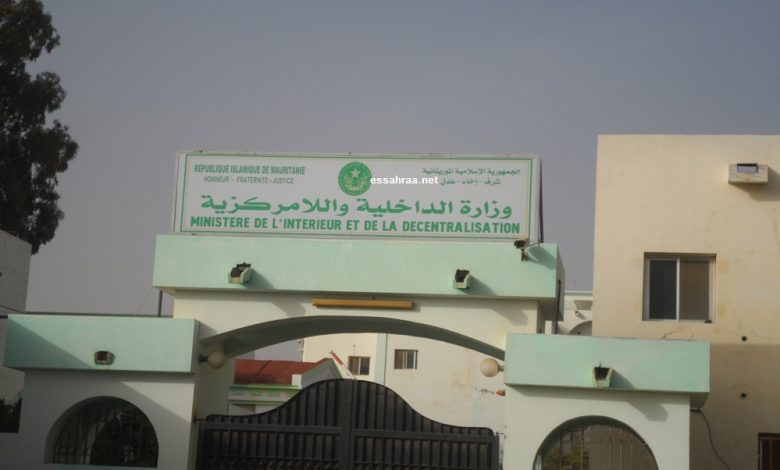 REPUBLIQUE ISLAMIQUE DE MAURITANIE
HONNEUR - FRATERNITE - JUSTICE
الجمهورية الإسلامية الموريتانية
شرف - إخاء - عدل
essahraa.net
وزارة الداخلية واللامركزية
MINISTERE DE L'INTERIEUR ET DE LA DECENTRALISATION